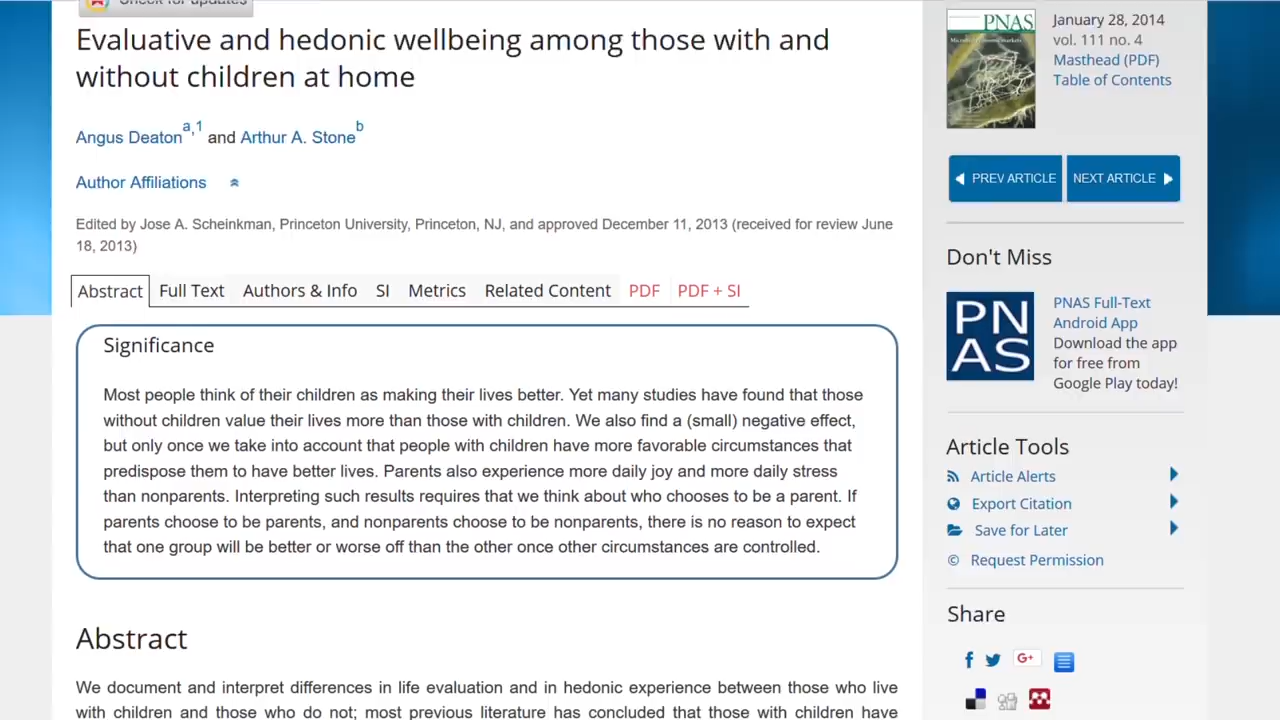 Check for updates
Evaluative and hedonic wellbeing among those with and
without children at home
Angus Deaton a,1 and Arthur A. Stone b
Author Affiliations
Edited by Jose A. Scheinkman, Princeton University, Princeton, NJ, and approved December 11, 2013 (received for review June
18, 2013)
Abstract Full Text Authors & Info SI Metrics Related Content PDF PDF + SI
Significance
Most people think of their children as making their lives better. Yet many studies have found that those
without children value their lives more than those with children. We also find a (small) negative effect,
but only once we take into account that people with children have more favorable circumstances that
predispose them to have better lives. Parents also experience more daily joy and more daily stress
than nonparents. Interpreting such results requires that we think about who chooses to be a parent. If
parents choose to be parents, and nonparents choose to be nonparents, there is no reason to expect
that one group will be better or worse off than the other once other circumstances are controlled.
Abstract
We document and interpret differences in life evaluation and in hedonic experience between those who live
with children and those who do not; most previous literature has concluded that those with children have
PNAS
January 28, 2014
vol. 111 no. 4
Masthead (PDF)
Table of Contents
PREV ARTICLE NEXT ARTICLE
Don't Miss
PN
AS
PNAS Full-Text
Android App
Download the app
for free from
Google Play today!
Article Tools
Article Alerts
Export Citation
Save for Later
© Request Permission
Share
f
G+